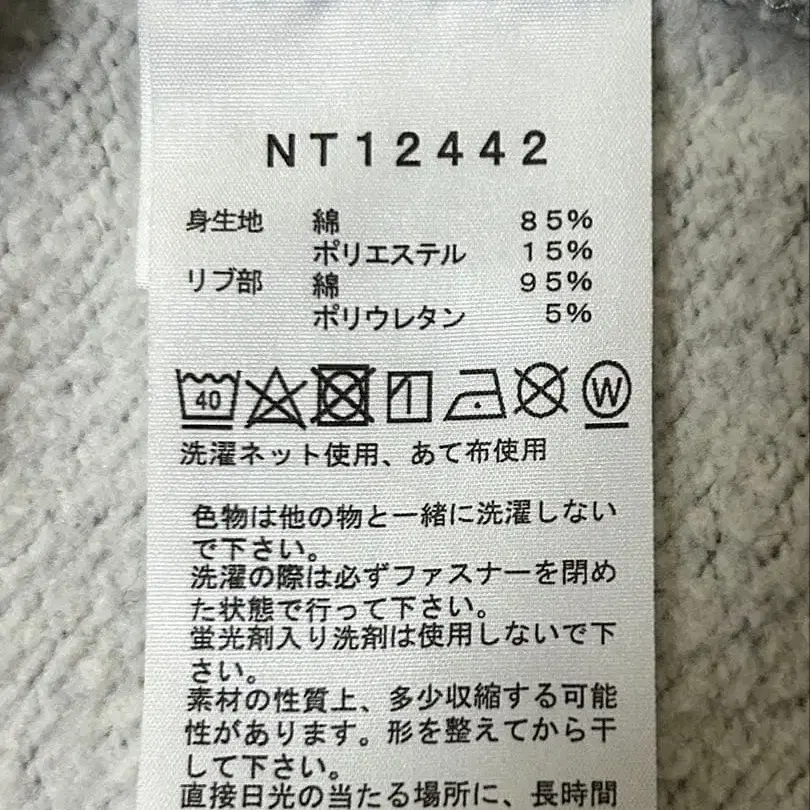 NT12442
身生地 綿 85%
ポリエステル 15%
リブ部 綿 95%
ポリウレタン 5%
40 W
洗濯ネット使用、あて布使用
色物は他の物と一緒に洗濯しない
で下さい。
洗濯の際は必ずファスナーを閉め
た状態で行って下さい。
蛍光剤入り洗剤は使用しないで下
さい。
素材の性質上、多少収縮する可能
性があります。形を整えてから干
して下さい。
直接日光の当たる場所に、長時間